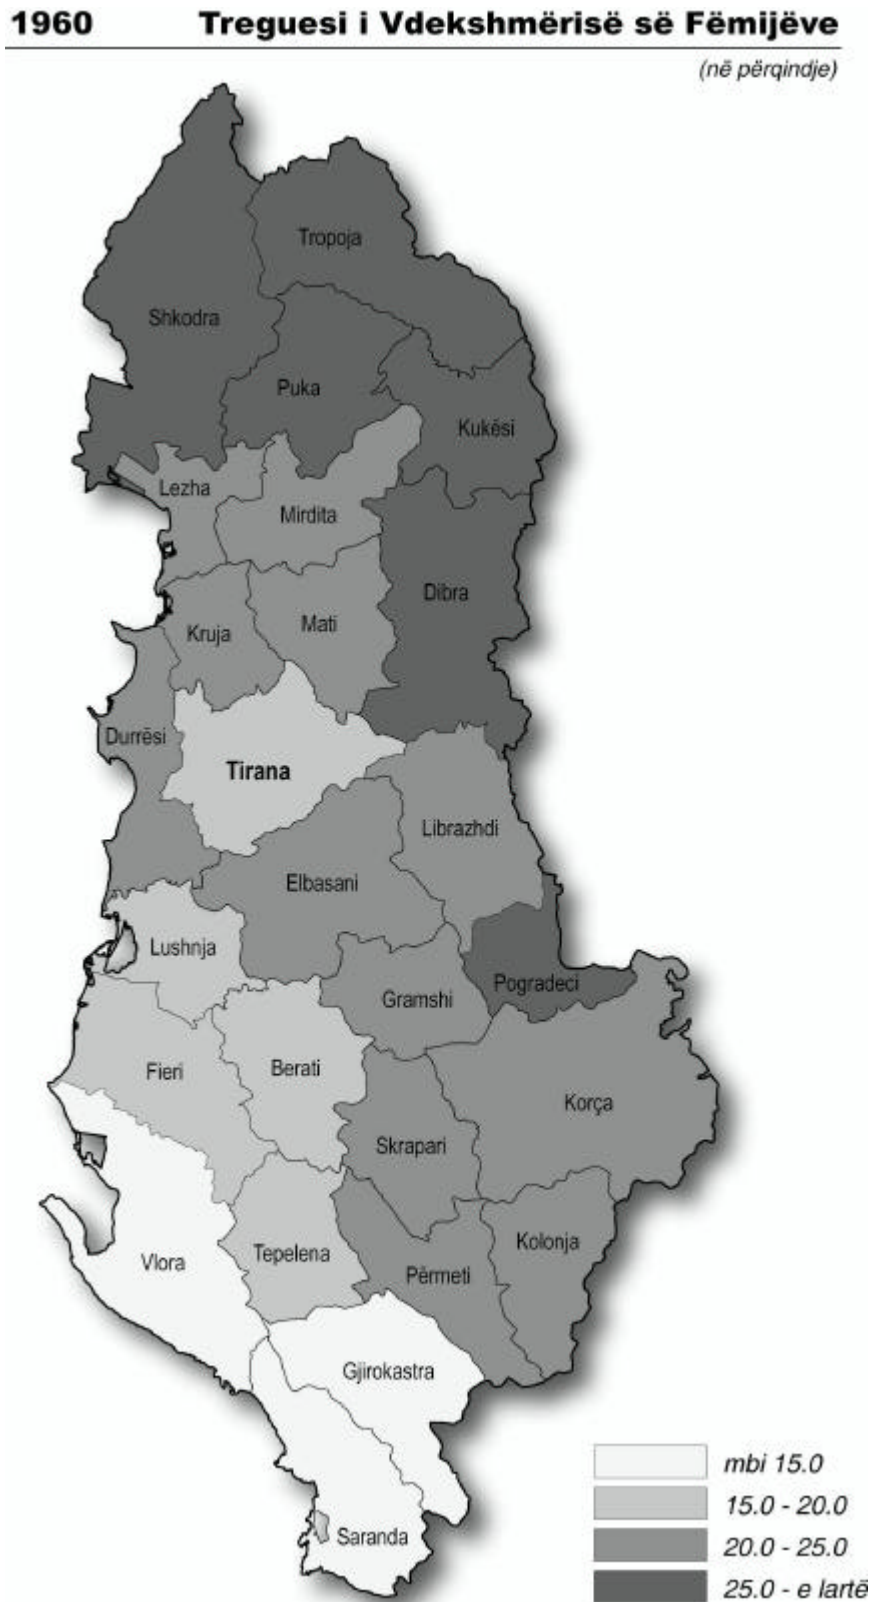 1960 Treguesi i Vdekshmërisë së Fëmijëve
(në përqindje)
Tropoja
Shkodra
Puka
Kukësi
Lezha
Mirdita
Dibra
Mati
Kruja
Durrësi
Tirana
Librazhdi
Elbasani
Lushnja
Pogradeci
Gramshi
Berati
Fieri
Korça
Skrapari
Kolonja
Tepelena
Vlora
Përmeti
Gjirokastra
Saranda
mbi 15.0
15.0 - 20.0
20.0 - 25.0
25.0 - e lartë